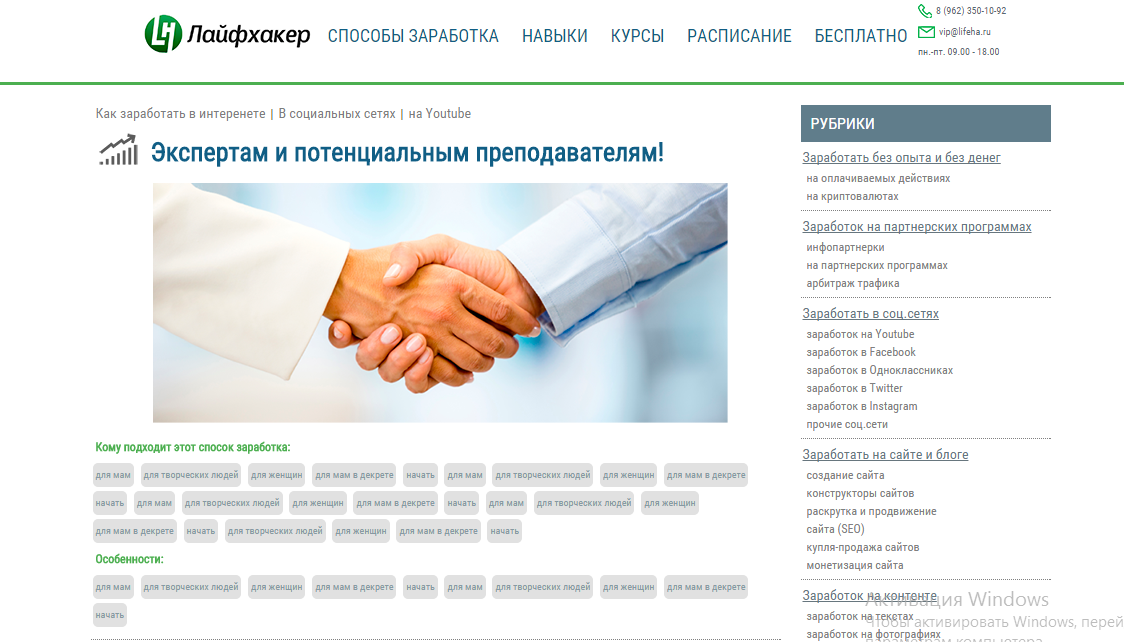 LH Лайфхакер
СПОСОБЫ ЗАРАБОТКА НАВЫКИ КУРСЫ РАСПИСАНИЕ БЕСПЛАТНО
8 (962) 350-10-92
vip@lifeha.ru
пн.-пт. 09.00 - 18.00
Как заработать в интеренете | В социальных сетях | на Youtube
Экспертам и потенциальным преподавателям!
Кому подходит этот спосок заработка:
для мам для творческих людей для женщин для мам в декрете начать для мам для творческих людей для женщин для мам в декрете
начать для мам для творческих людей для женщин для мам в декрете начать для мам для творческих людей для женщин
для мам в декрете начать для творческих людей для женщин для мам в декрете начать
Особенности:
для мам для творческих людей для женщин для мам в декрете начать для мам для творческих людей для женщин для мам в декрете
начать
РУБРИКИ
Заработать без опыта и без денег
на оплачиваемых действиях
на криптовалютах
Заработок на партнерских программах
инфопартнерки
на партнерских программах
арбитраж трафика
Заработать в соц.сетях
заработок на Youtube
заработок в Facebook
заработок в Одноклассниках
заработок в Twitter
заработок в Instagram
прочие соц.сети
Заработать на сайте и блоге
создание сайта
конструкторы сайтов
раскрутка и продвижение
сайта (SEO)
купля-продажа сайтов
монетизация сайта
Заработок на контенте
заработок на текстах
заработок на фотографиях
Активация Windows
Чтобы активировать Windows, перей
параметрам компьютера